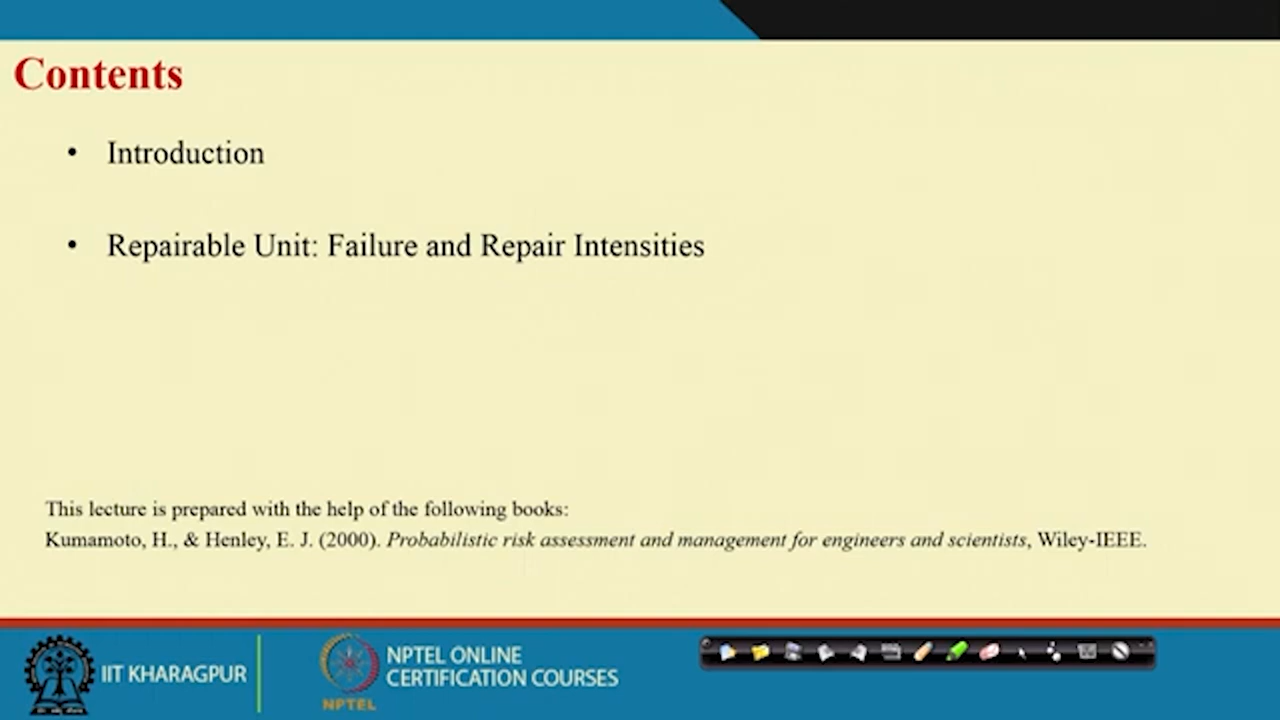 Contents
• Introduction
• Repairable Unit: Failure and Repair Intensities
This lecture is prepared with the help of the following books:
Kumamoto, H., & Henley, E. J. (2000). Probabilistic risk assessment and management for engineers and scientists, Wiley-IEEE.
IIT KHARAGPUR
NPTEL
NPTEL ONLINE
CERTIFICATION COURSES